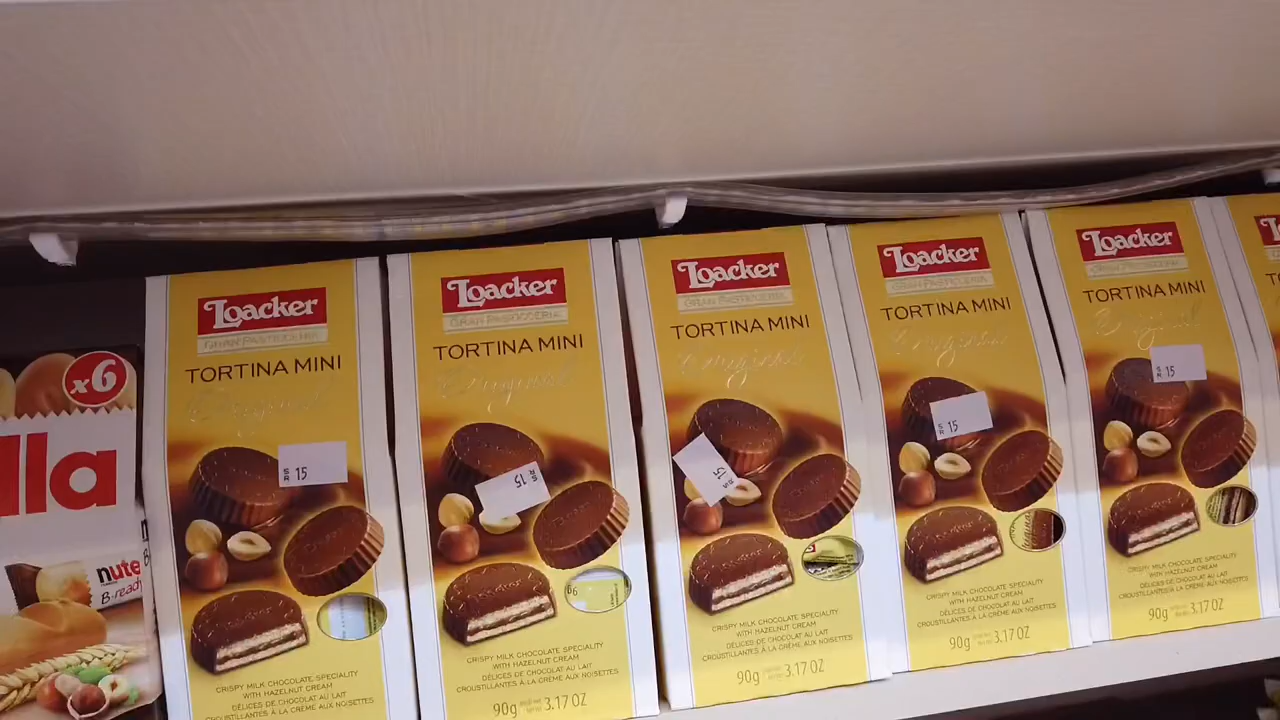 x6
lla
nute
B-ready
Loacker
GRAN PASTICCERIA
TORTINA MINI
Original
SR 15
CRISPY MILK CHOCOLATE SPECIALITY
WITH HAZELNUT CREAM
DÉLICES DE CHOCOLAT AU LAIT
CROUSTILLANTES À LA CRÈME AUX NOISETTES
Loacker
GRAN PASTICCERIA
TORTINA MINI
Original
SR 15
CRISPY MILK CHOCOLATE SPECIALITY
WITH HAZELNUT CREAM
DÉLICES DE CHOCOLAT AU LAIT
CROUSTILLANTES À LA CRÈME AUX NOISETTES
90g 3.17 OZ
Loacker
GRAN PASTICCERIA
TORTINA MINI
Original
SR 15
CRISPY MILK CHOCOLATE SPECIALITY
WITH HAZELNUT CREAM
DÉLICES DE CHOCOLAT AU LAIT
CROUSTILLANTES À LA CRÈME AUX NOISETTES
90g 3.17 OZ
Loacker
GRAN PASTICCERIA
TORTINA MINI
Original
SR 15
CRISPY MILK CHOCOLATE SPECIALITY
WITH HAZELNUT CREAM
DÉLICES DE CHOCOLAT AU LAIT
CROUSTILLANTES À LA CRÈME AUX NOISETTES
90g 3.17 OZ
Loacker
GRAN PASTICCERIA
TORTINA MINI
Original
SR 15
CRISPY MILK CHOCOLATE SPECIALITY
WITH HAZELNUT CREAM
DÉLICES DE CHOCOLAT AU LAIT
CROUSTILLANTES À LA CRÈME AUX NOISETTES
90g 3.17 OZ